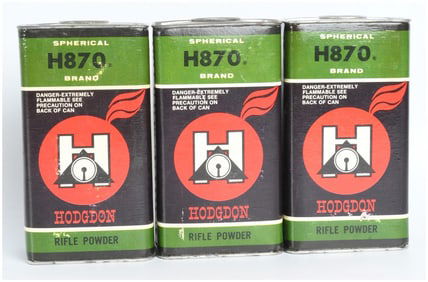 SPHERICAL
H870®
BRAND
DANGER-EXTREMELY
FLAMMABLE SEE
PRECAUTION ON
BACK OF CAN
H
HODGDON
RIFLE POWDER
SPHERICAL
H870®
BRAND
DANGER-EXTREMELY
FLAMMABLE SEE
PRECAUTION ON
BACK OF CAN
H
HODGDON
RIFLE POWDER
SPHERICAL
H870®
BRAND
DANGER-EXTREMELY
FLAMMABLE SEE
PRECAUTION ON
BACK OF CAN
H
HODGDON
RIFLE POWDER